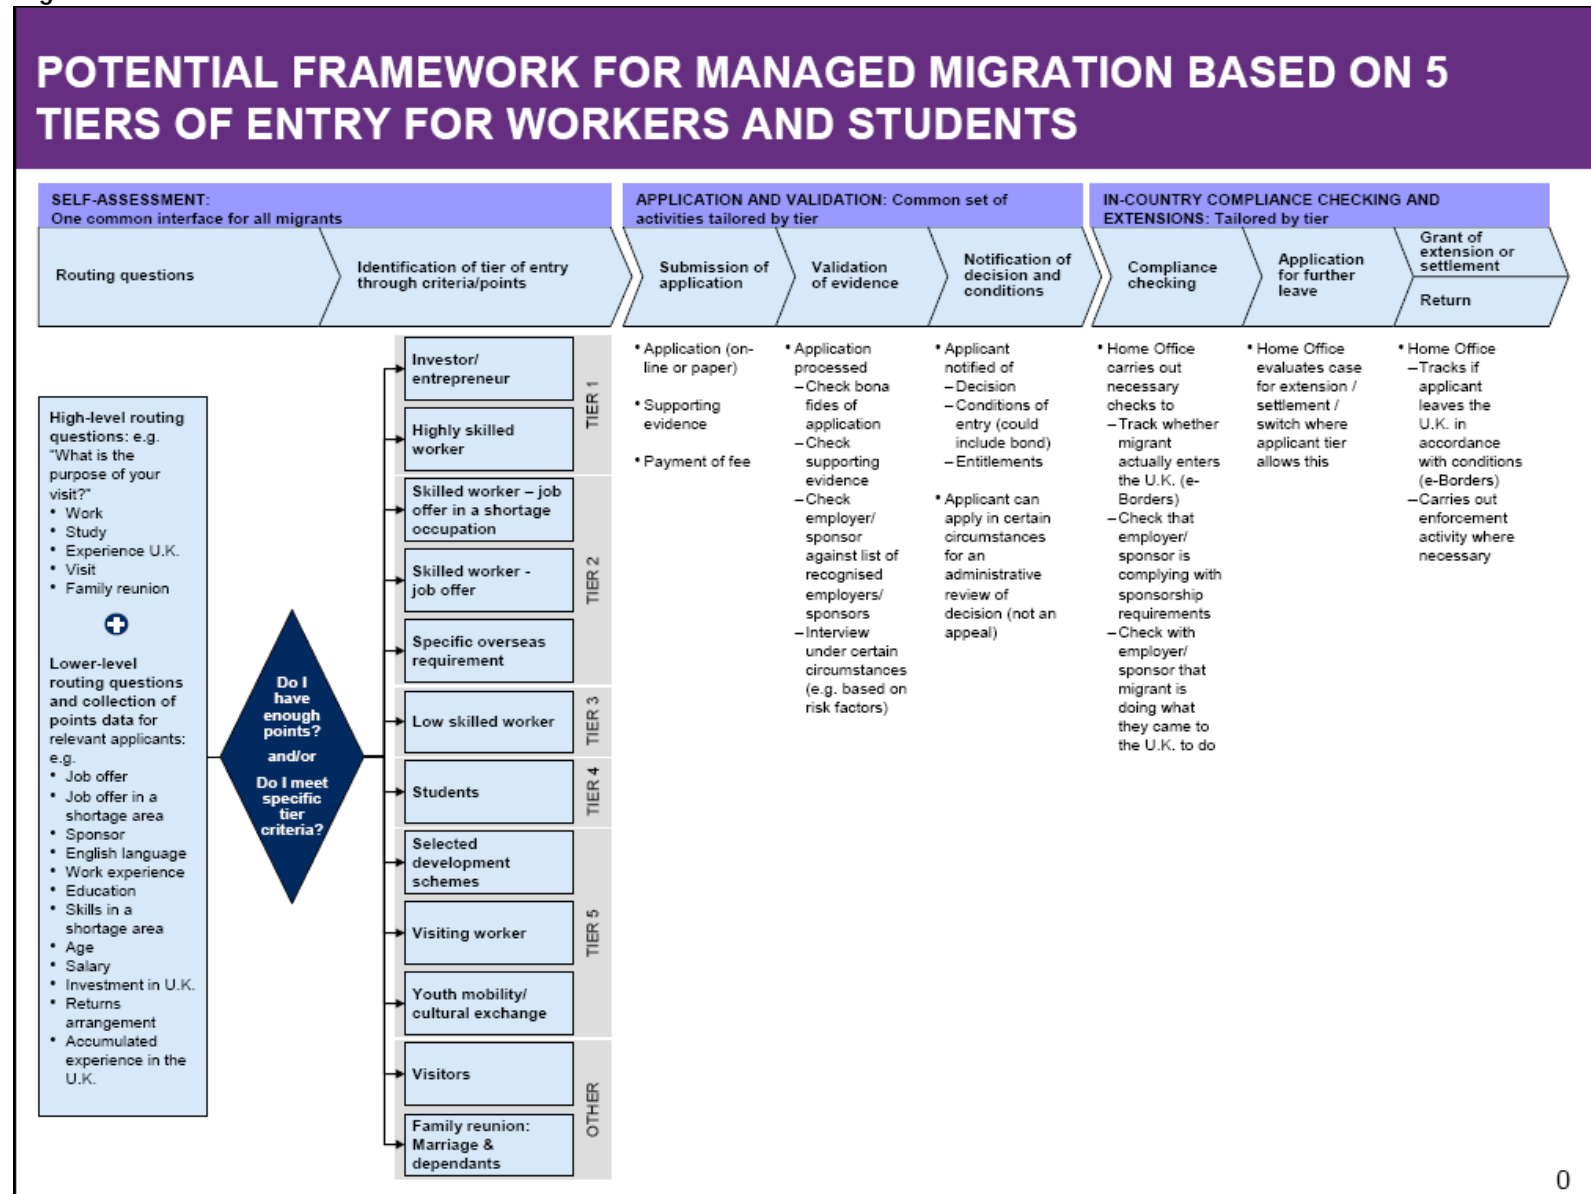 POTENTIAL FRAMEWORK FOR MANAGED MIGRATION BASED ON 5
TIERS OF ENTRY FOR WORKERS AND STUDENTS
SELF-ASSESSMENT:
One common interface for all migrants
APPLICATION AND VALIDATION: Common set of
activities tailored by tier
IN-COUNTRY COMPLIANCE CHECKING AND
EXTENSIONS: Tailored by tier
Routing questions
Identification of tier of entry
through criteria/points
Submission of
application
Validation
of evidence
Notification of
decision and
conditions
Compliance
checking
Application
for further
leave
Grant of
extension or
settlement
Return
High-level routing
questions: e.g.
"What is the
purpose of your
visit?"
• Work
• Study
• Experience U.K.
• Visit
• Family reunion
Lower-level
routing questions
and collection of
points data for
relevant applicants:
e.g.
• Job offer
• Job offer in a
shortage area
• Sponsor
• English language
• Work experience
• Education
• Skills in a
shortage area
• Age
• Salary
• Investment in U.K.
• Returns
arrangement
• Accumulated
experience in the
U.K.
Do I
have
enough
points?
and/or
Do I meet
specific
tier
criteria?
Investor/
entrepreneur
Highly skilled
worker
TIER 1
Skilled worker – job
offer in a shortage
occupation
Skilled worker -
job offer
Specific overseas
requirement
TIER 2
Low skilled worker
TIER 3
Students
TIER 4
Selected
development
schemes
Visiting worker
Youth mobility/
cultural exchange
TIER 5
Visitors
Family reunion:
Marriage &
dependants
OTHER
• Application (on-
line or paper)
• Supporting
evidence
• Payment of fee
• Application
processed
– Check bona
fides of
application
– Check
supporting
evidence
– Check
employer/
sponsor
against list of
recognised
employers/
sponsors
– Interview
under certain
circumstances
(e.g. based on
risk factors)
• Applicant
notified of
– Decision
– Conditions of
entry (could
include bond)
– Entitlements
• Applicant can
apply in certain
circumstances
for an
administrative
review of
decision (not an
appeal)
• Home Office
carries out
necessary
checks to
– Track whether
migrant
actually enters
the U.K. (e-
Borders)
– Check that
employer/
sponsor is
complying with
sponsorship
requirements
– Check with
employer/
sponsor that
migrant is
doing what
they came to
the U.K. to do
• Home Office
evaluates case
for extension /
settlement /
switch where
applicant tier
allows this
• Home Office
– Tracks if
applicant
leaves the
U.K. in
accordance
with conditions
(e-Borders)
– Carries out
enforcement
activity where
necessary
0